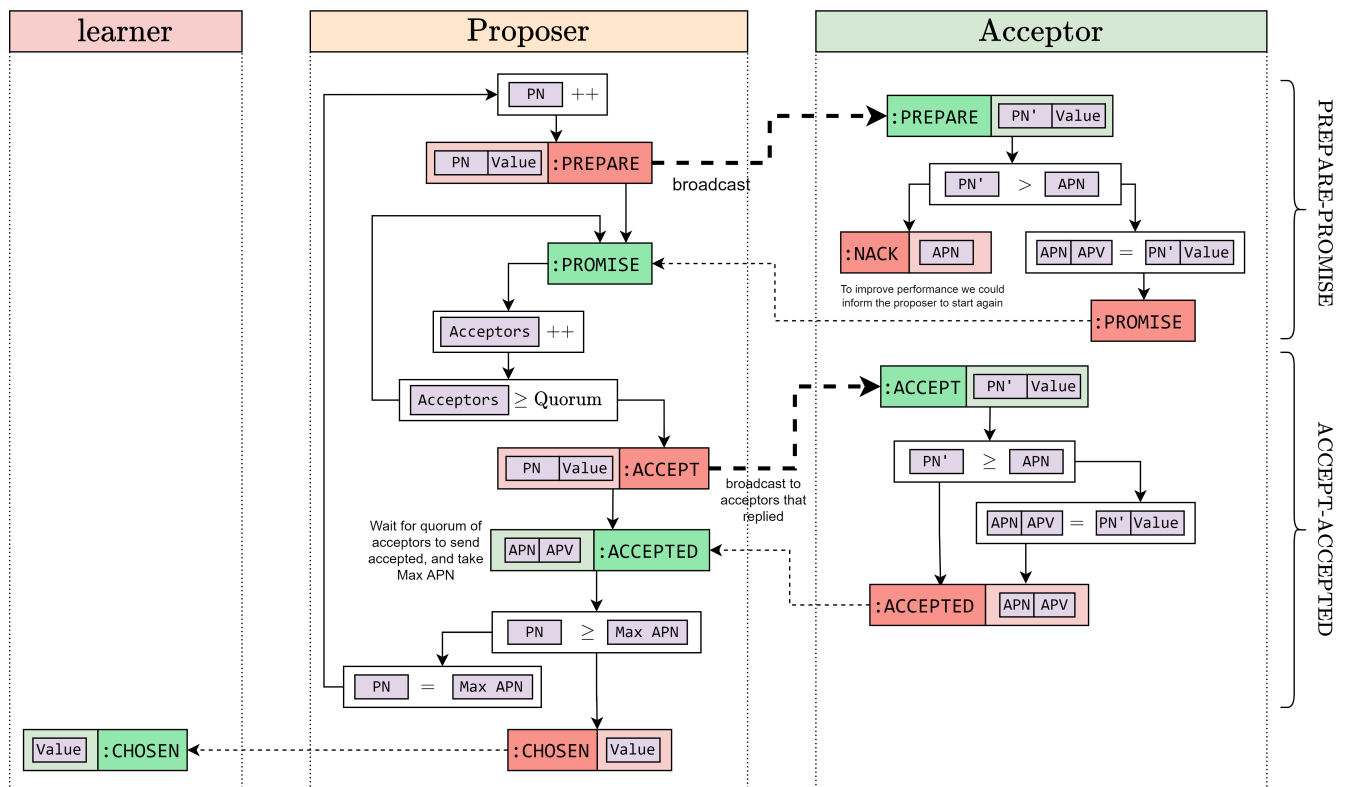 learner
Proposer
Acceptor
PN ++
PN Value :PREPARE
broadcast
:PROMISE
Acceptors ++
Acceptors ≥ Quorum
PN Value :ACCEPT
broadcast to
acceptors that
replied
Wait for quorum of
acceptors to send
accepted, and take
Max APN
APN APV :ACCEPTED
PN ≥ Max APN
PN = Max APN
:CHOSEN Value
Value :CHOSEN
:PREPARE PN' Value
PN' > APN
:NACK APN
To improve performance we could
inform the proposer to start again
APN APV = PN' Value
:PROMISE
:ACCEPT PN' Value
PN' ≥ APN
APN APV = PN' Value
:ACCEPTED APN APV
PREPARE-PROMISE
ACCEPT-ACCEPTED